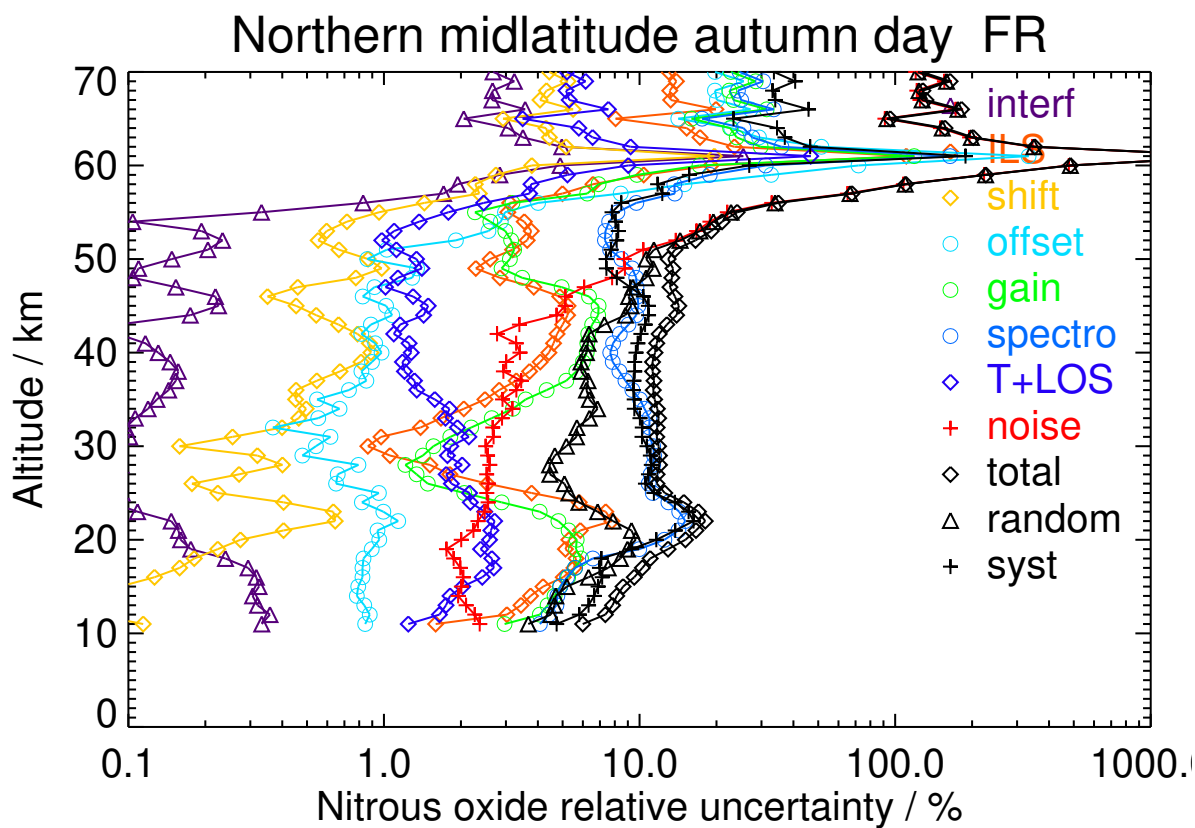 Northern midlatitude autumn day FR
70
60
50
40
30
20
10
0
Altitude / km
interf
ILS
shift
offset
gain
spectro
T+LOS
noise
total
random
syst
0.1 1.0 10.0 100.0 1000.0
Nitrous oxide relative uncertainty / %